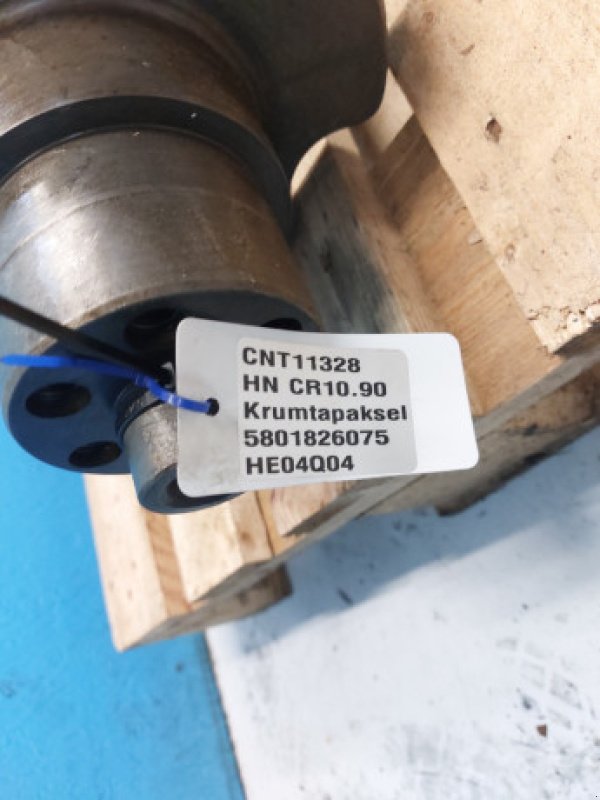 CNT11328
HN CR10.90
Krumtapaksel
5801826075
HE04Q04